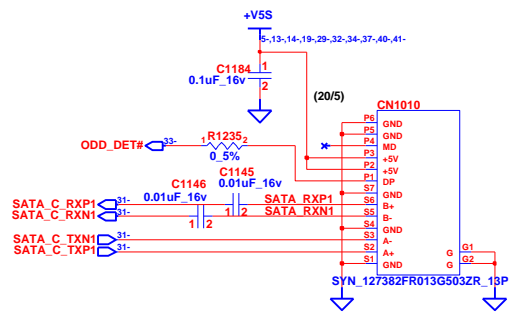 +V5S
5-,13-,14-,19-,29-,32-,34-,37-,40-,41-
C1184 1
0.1uF_16v
2
(20/5)
CN1010
P6 GND
P5 GND
ODD_DET# 33- 1 R1235 2 P4 MD
0_5% P3 +5V
P2 +5V
P1 DP
C1145 S7 GND
C1146 0.01uF_16v
SATA_C_RXP1 31- 0.01uF_16v SATA_RXP1 S6 B+
SATA_C_RXN1 31- 1 2 SATA_RXN1 S5 B-
1 2 S4 GND
SATA_C_TXN1 31- S3 A-
SATA_C_TXP1 31- S2 A+ G G1
S1 GND G G2
SYN_127382FR013G503ZR_13P